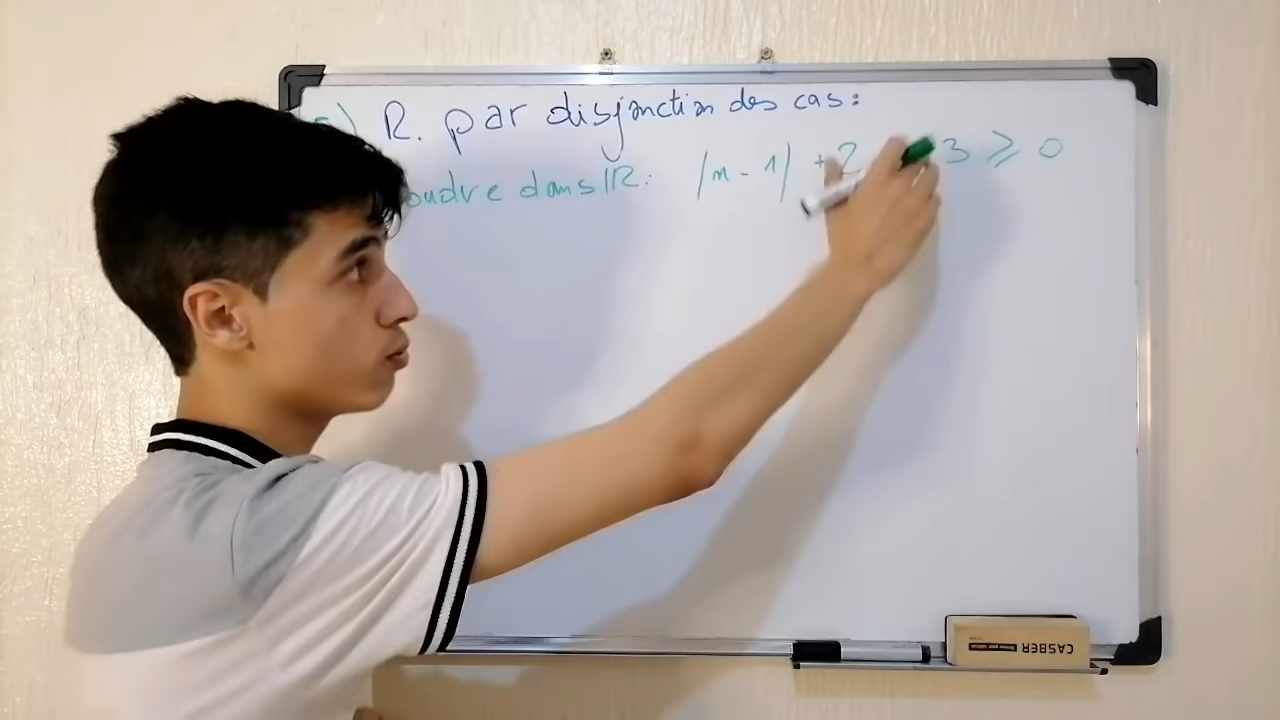 R. par disjonction des cas:
oudre dans IR: |x - 1| + 2 3 ⩾ 0
CASBER